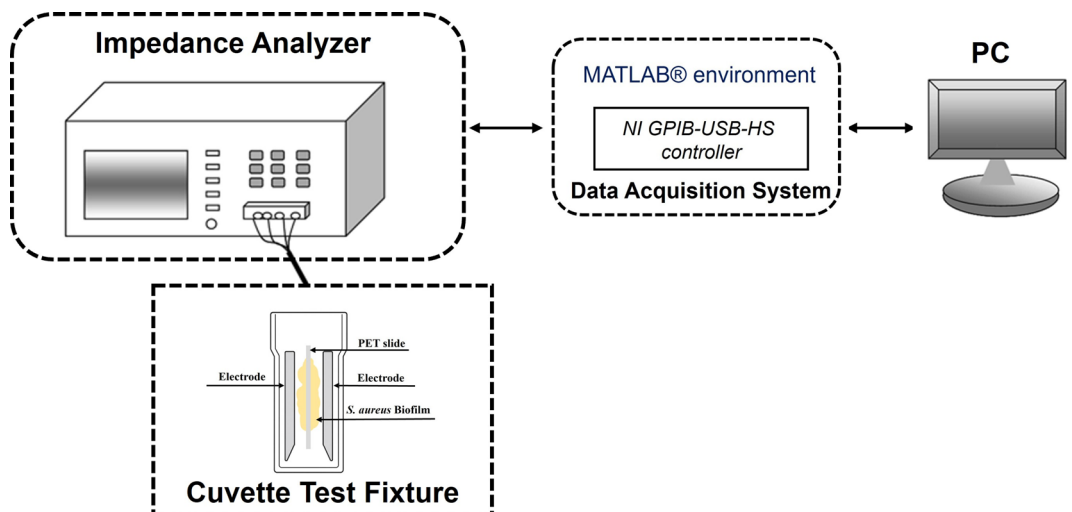 Impedance Analyzer
MATLAB® environment
NI GPIB-USB-HS
controller
Data Acquisition System
PC
PET slide
Electrode
Electrode
S. aureus Biofilm
Cuvette Test Fixture